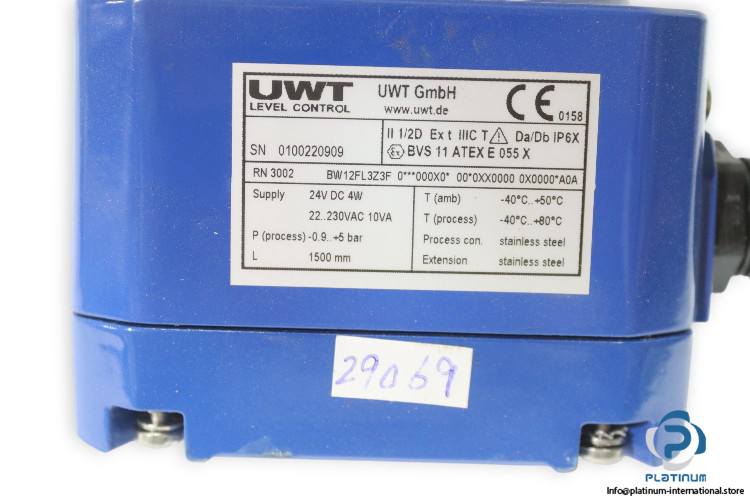 UWT
LEVEL CONTROL
UWT GmbH
www.uwt.de
CE 0158
SN 0100220909
II 1/2D Ex t IIIC T Da/Db IP6X
Ex BVS 11 ATEX E 055 X
RN 3002 BW12FL3Z3F 0***000X0* 00*0XX0000 0X0000*A0A
Supply 24V DC 4W
22..230VAC 10VA
P (process) -0.9..+5 bar
L 1500 mm
T (amb) -40°C..+50°C
T (process) -40°C..+80°C
Process con. stainless steel
Extension stainless steel
29069
PLATINUM
INTERNATIONAL
Info@platinum-international.store